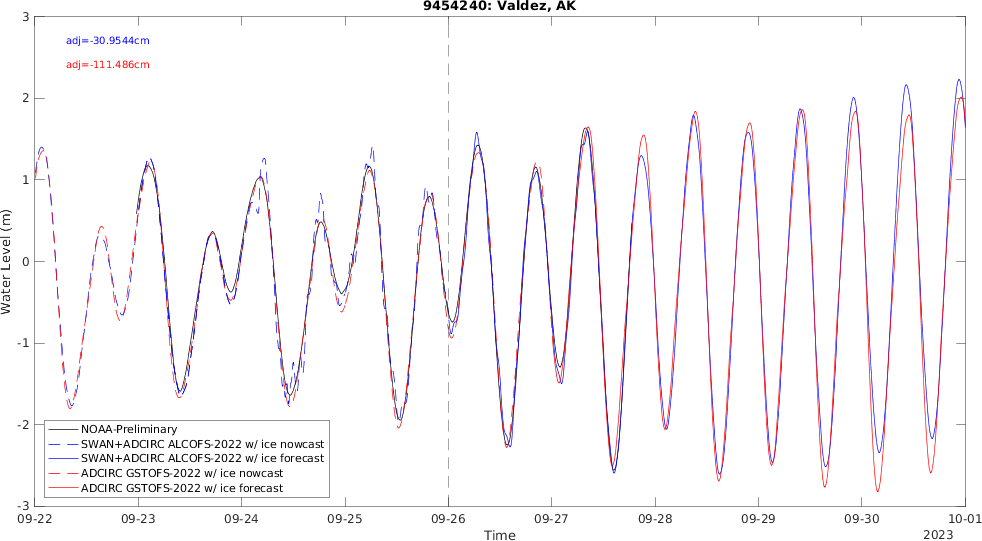 9454240: Valdez, AK
adj=-30.9544cm
adj=-111.486cm
3
2
1
0
-1
-2
-3
Water Level (m)
NOAA-Preliminary
SWAN+ADCIRC ALCOFS-2022 w/ ice nowcast
SWAN+ADCIRC ALCOFS-2022 w/ ice forecast
ADCIRC GSTOFS-2022 w/ ice nowcast
ADCIRC GSTOFS-2022 w/ ice forecast
09-22 09-23 09-24 09-25 09-26 09-27 09-28 09-29 09-30 10-01
Time
2023